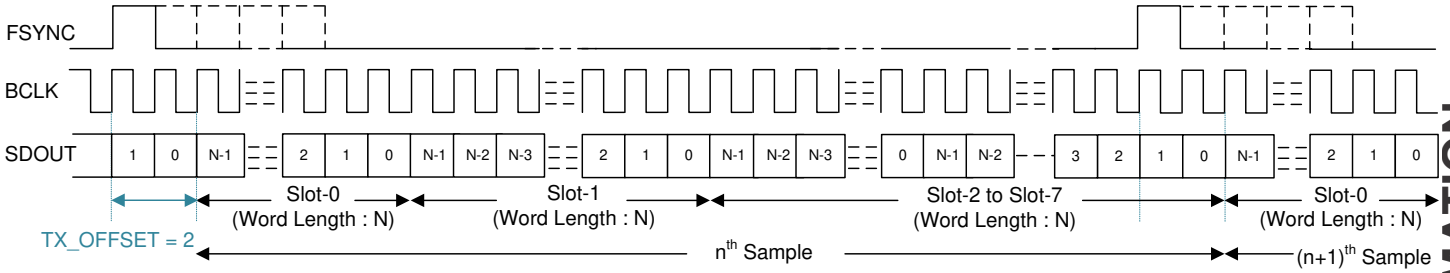 FSYNC
BCLK
SDOUT 1 0 N-1 2 1 0 N-1 N-2 N-3 2 1 0 N-1 N-2 N-3 0 N-1 N-2 3 2 1 0 N-1 2 1 0
Slot-0 Slot-1 Slot-2 to Slot-7 Slot-0
(Word Length : N) (Word Length : N) (Word Length : N) (Word Length : N)
TX_OFFSET = 2
nth Sample (n+1)th Sample